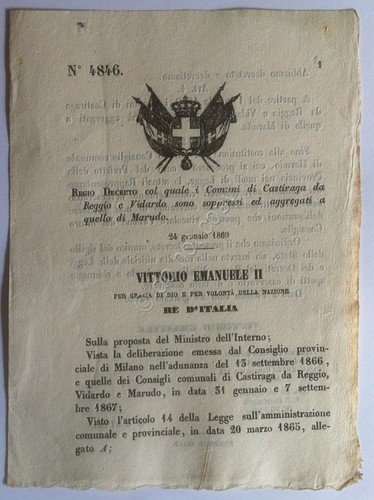 N° 4846.
1
REGIO DECRETO col quale i Comuni di Castiraga da
Reggio e Vidardo sono soppressi ed aggregati a
quello di Marudo.
24 gennaio 1869
VITTORIO EMANUELE II
PER GRAZIA DI DIO E PER VOLONTÀ DELLA NAZIONE
RE D'ITALIA
Sulla proposta del Ministro dell'Interno;
Vista la deliberazione emessa dal Consiglio provin-
ciale di Milano nell'adunanza del 13 settembre 1866,
e quelle dei Consigli comunali di Castiraga da Reggio,
Vidardo e Marudo, in data 31 gennaio e 7 settem-
bre 1867;
Visto l'articolo 14 della Legge sull'amministrazione
comunale e provinciale, in data 20 marzo 1865, alle-
gato A;